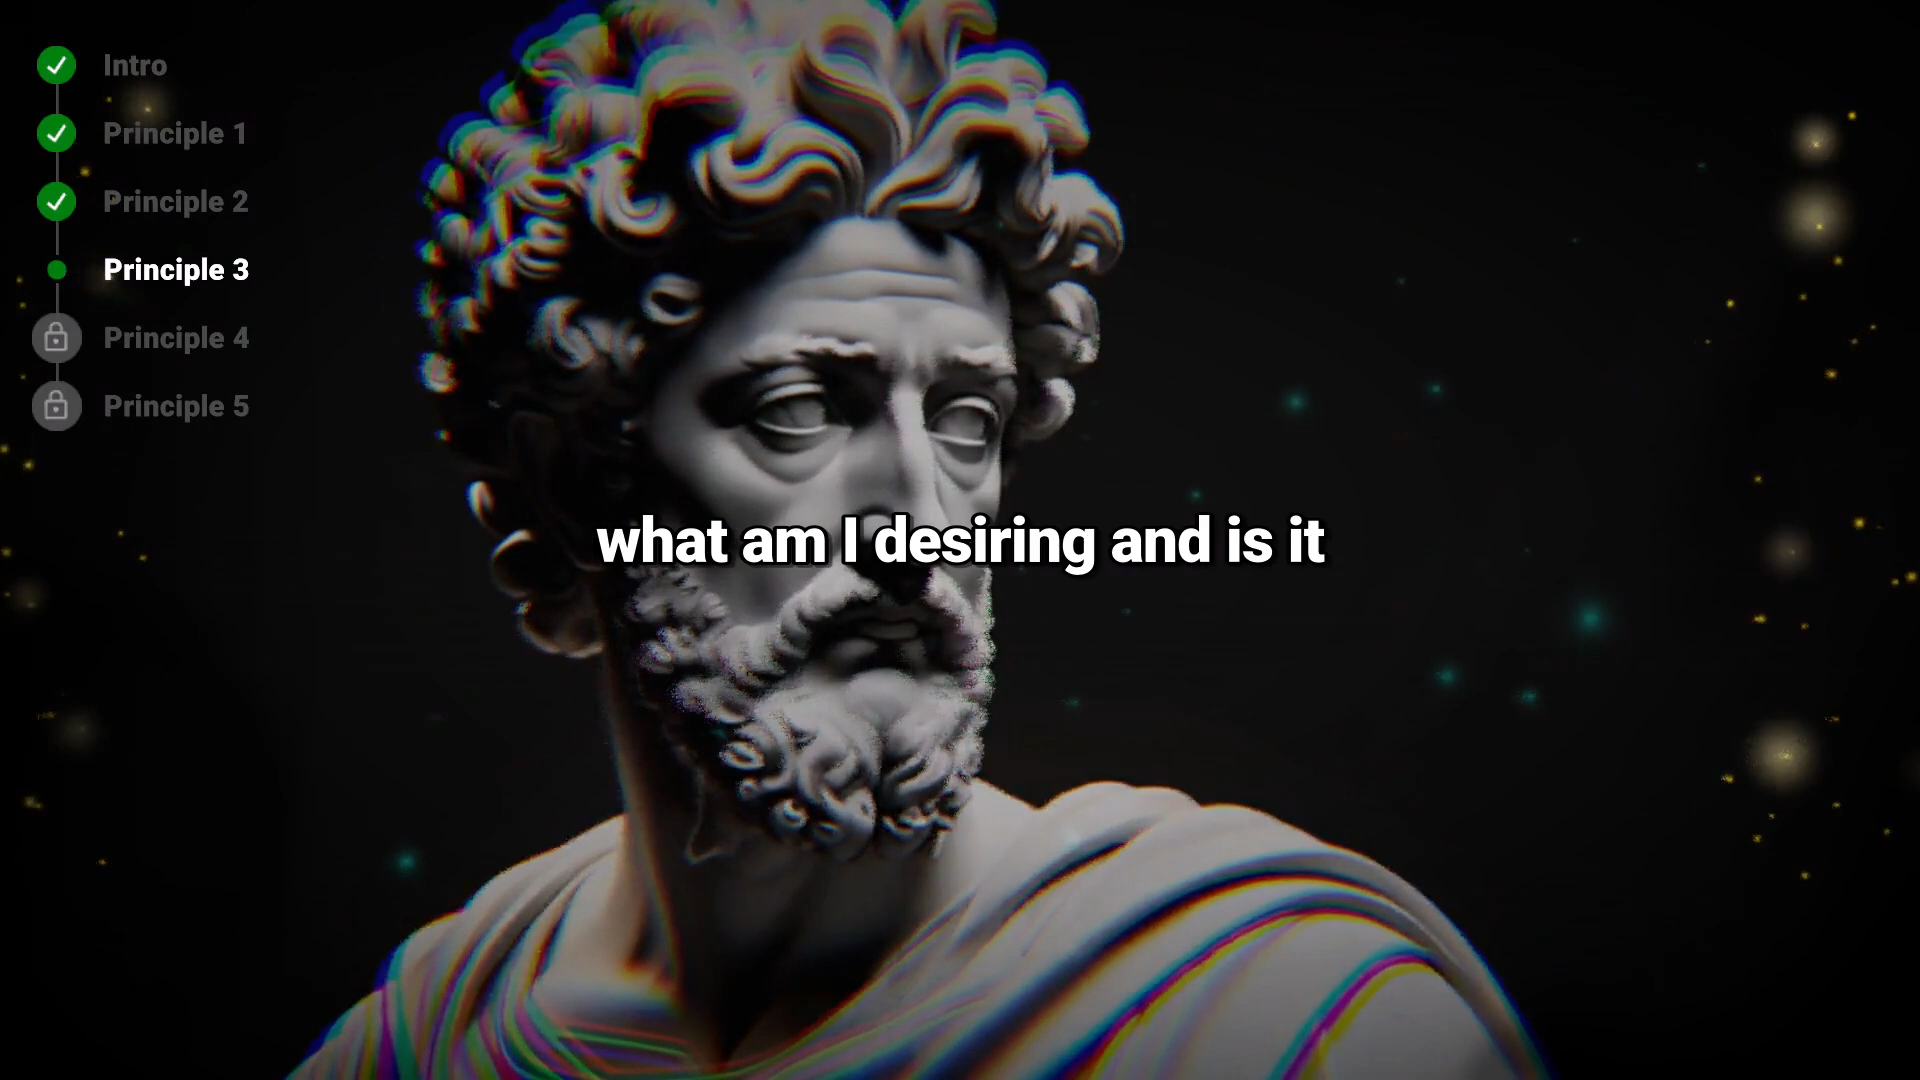 Intro
Principle 1
Principle 2
Principle 3
Principle 4
Principle 5
what am I desiring and is it